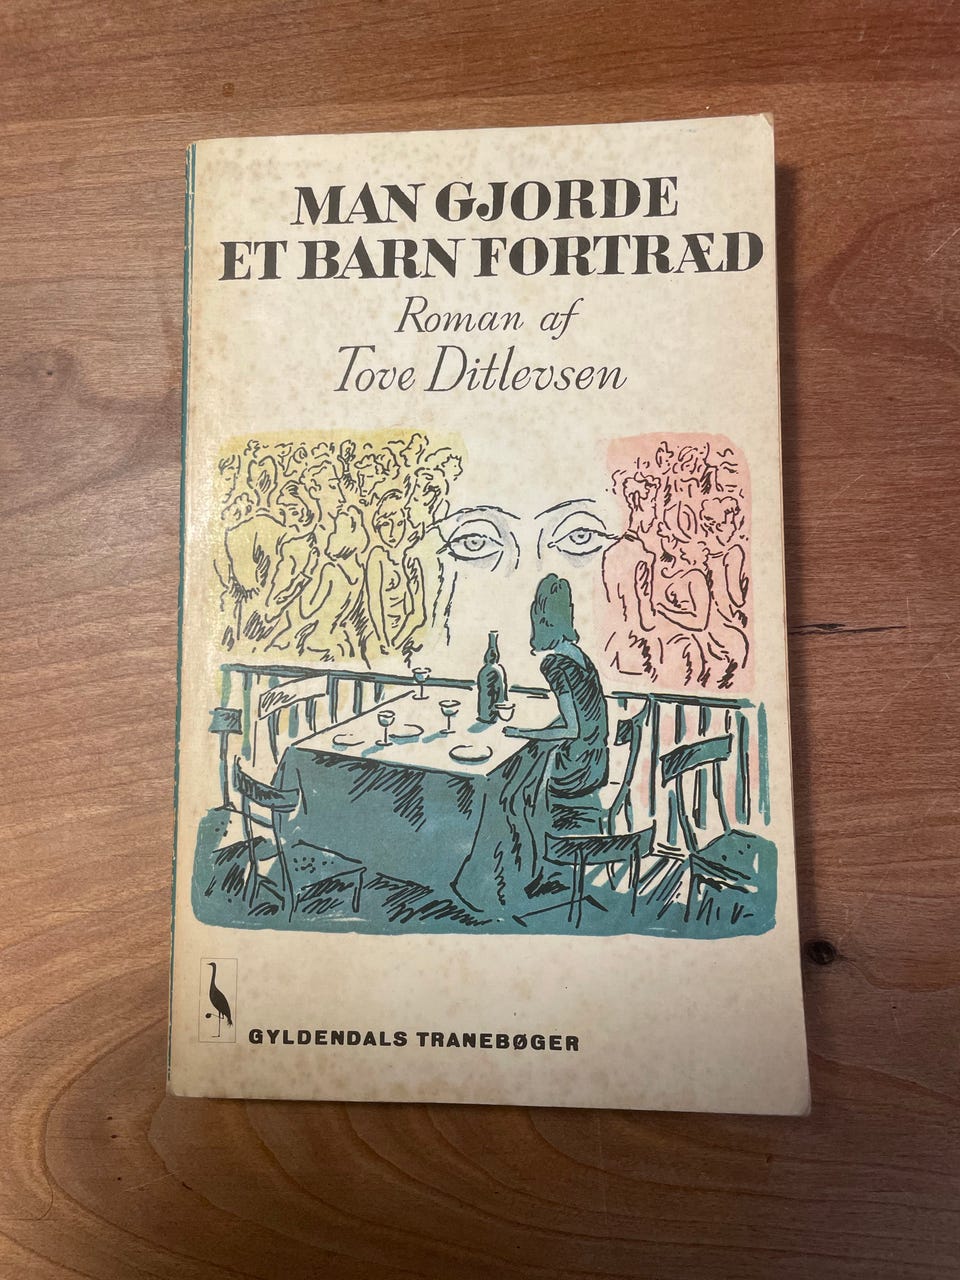 MAN GJORDE
ET BARN FORTRÆD
Roman af
Tove Ditlevsen
GYLDENDALS TRANEBØGER